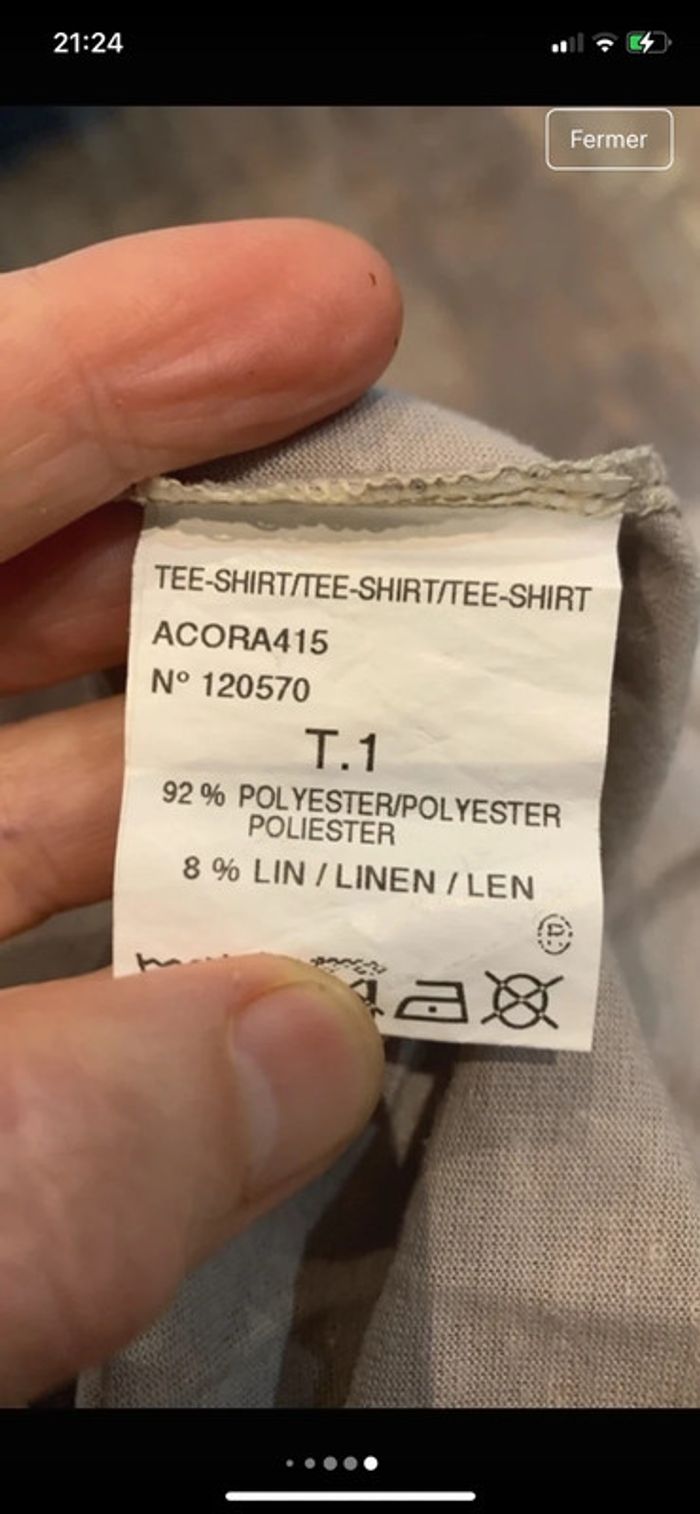 21:24
Fermer
TEE-SHIRT/TEE-SHIRT/TEE-SHIRT
ACORA415
N° 120570
T.1
92 % POLYESTER/POLYESTER
POLIESTER
8 % LIN / LINEN / LEN
P